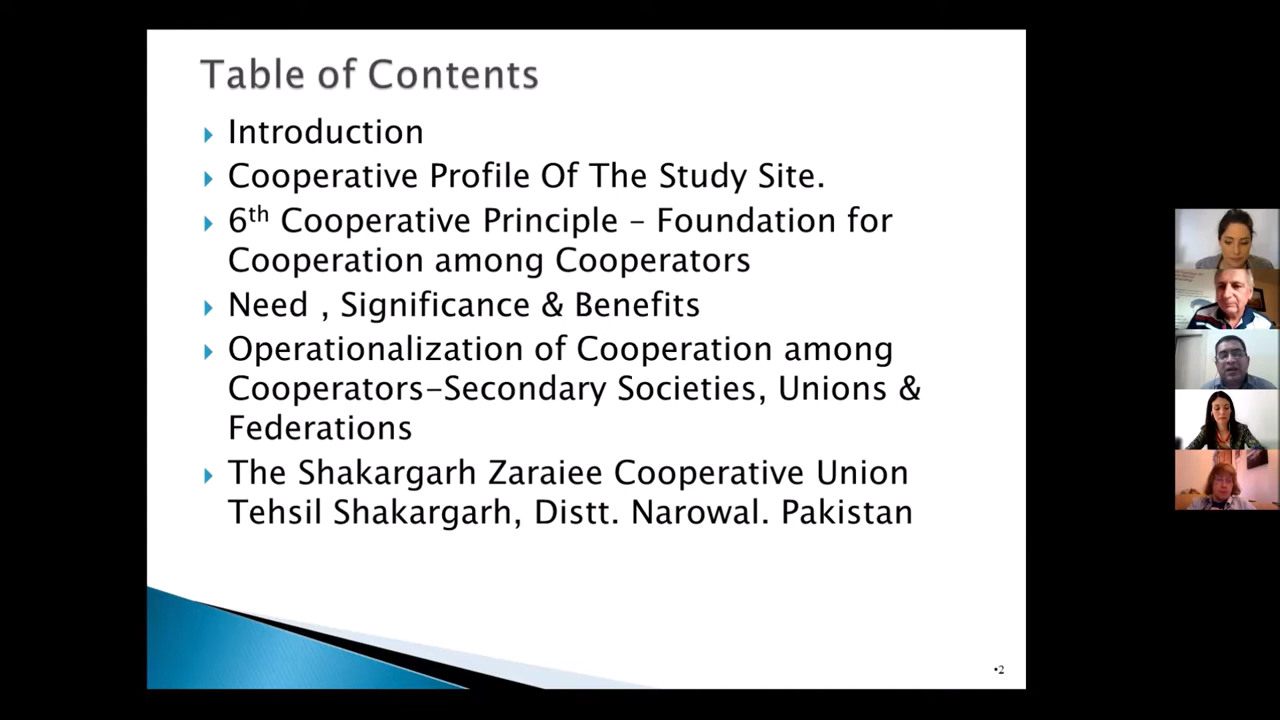 Table of Contents
Introduction
Cooperative Profile Of The Study Site.
6th Cooperative Principle – Foundation for
Cooperation among Cooperators
Need , Significance & Benefits
Operationalization of Cooperation among
Cooperators-Secondary Societies, Unions &
Federations
The Shakargarh Zaraiee Cooperative Union
Tehsil Shakargarh, Distt. Narowal. Pakistan
•2